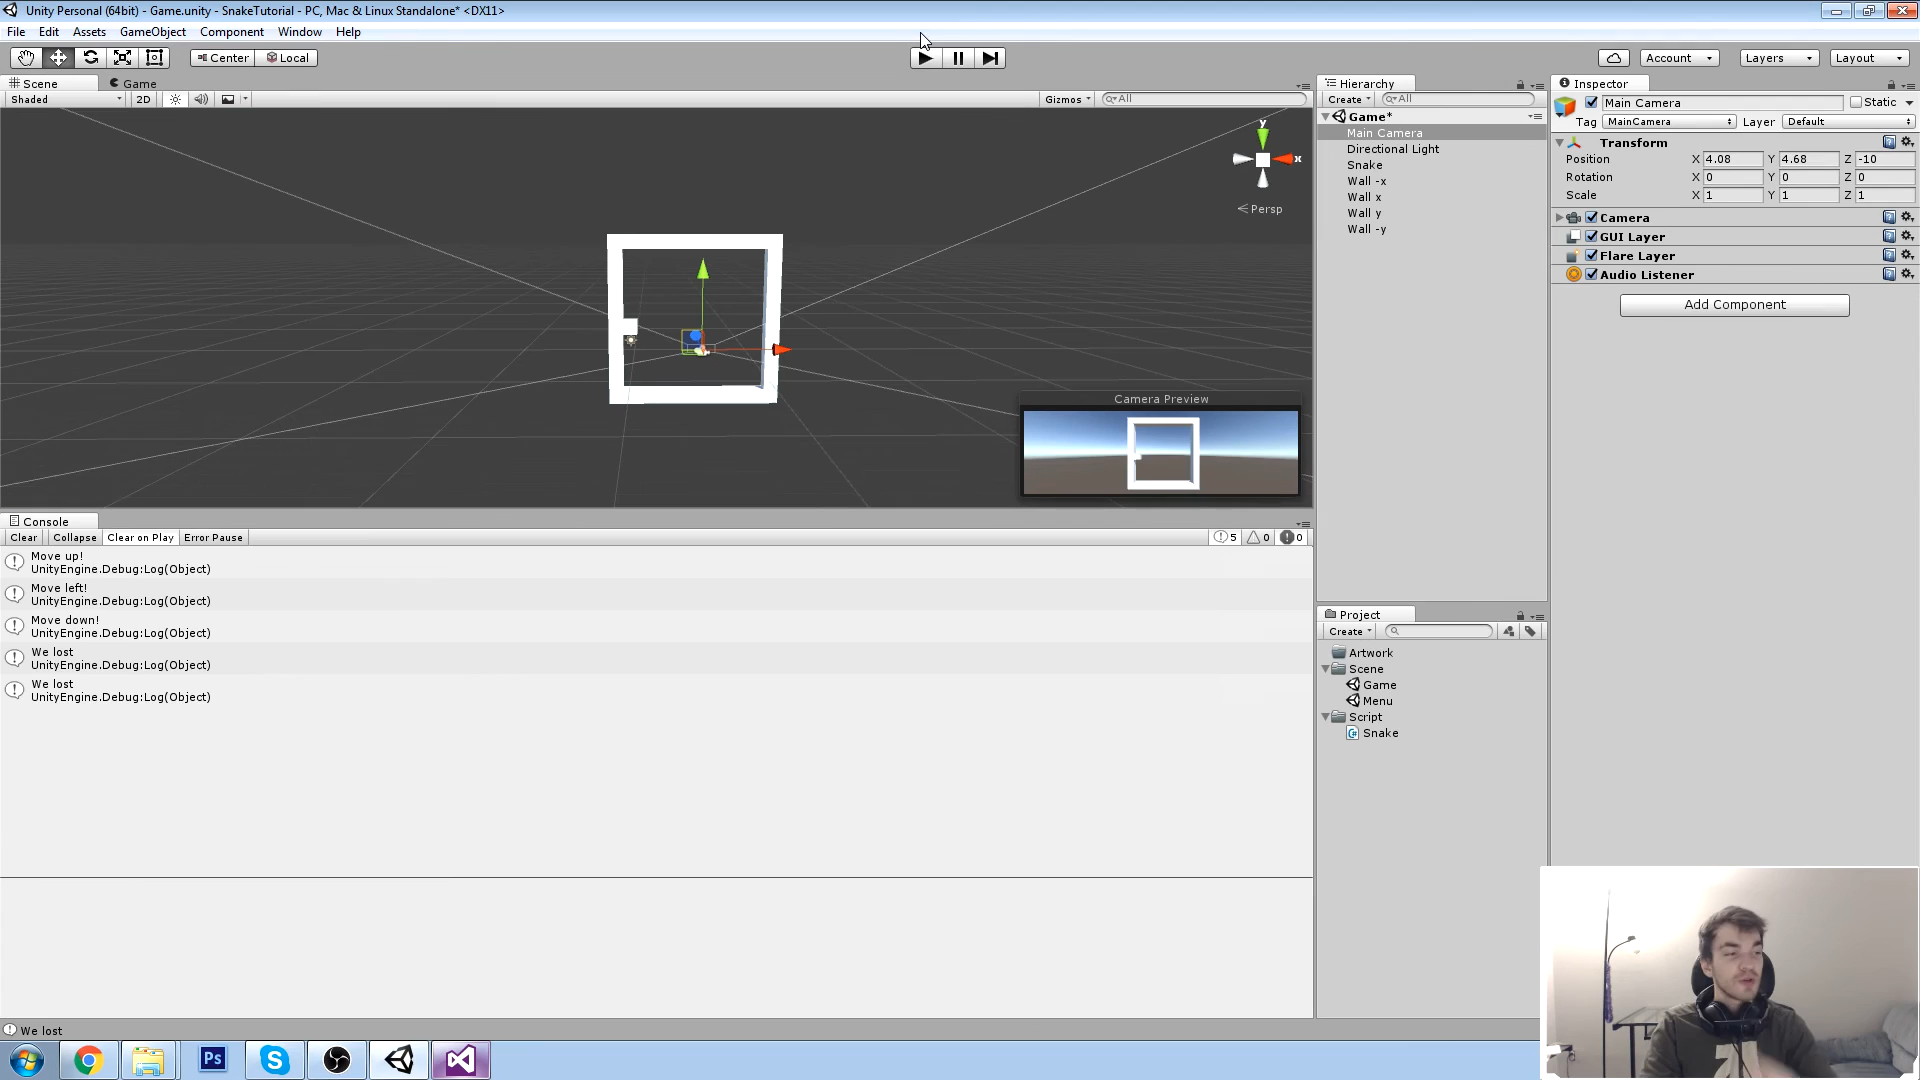 Unity Personal (64bit) - Game.unity - SnakeTutorial - PC, Mac & Linux Standalone* <DX11>
File Edit Assets GameObject Component Window Help
Center Local Account Layers Layout
Scene Game
Shaded 2D Gizmos All
y
x
Persp
Camera Preview
Console
Clear Collapse Clear on Play Error Pause 5 0 0
Move up!
UnityEngine.Debug:Log(Object)
Move left!
UnityEngine.Debug:Log(Object)
Move down!
UnityEngine.Debug:Log(Object)
We lost
UnityEngine.Debug:Log(Object)
We lost
UnityEngine.Debug:Log(Object)
We lost
Hierarchy
Create All
Game*
Main Camera
Directional Light
Snake
Wall -x
Wall x
Wall y
Wall -y
Project
Create
Artwork
Scene
Game
Menu
Script
Snake
Inspector
Main Camera Static
Tag MainCamera Layer Default
Transform
Position X 4.08 Y 4.68 Z -10
Rotation X 0 Y 0 Z 0
Scale X 1 Y 1 Z 1
Camera
GUI Layer
Flare Layer
Audio Listener
Add Component
Ps